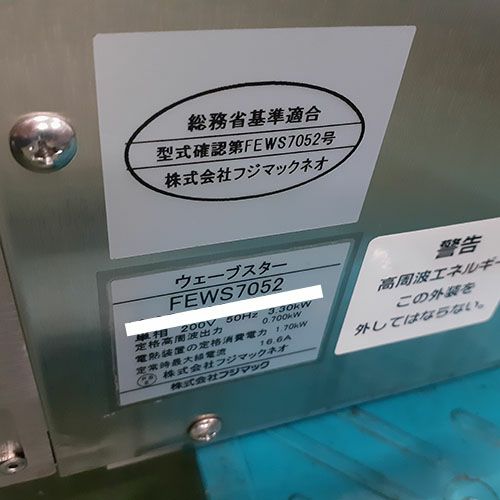 総務省基準適合
型式確認第FEWS7052号
株式会社フジマックネオ
ウェーブスター
FEWS7052
単相 200V 50Hz 3.30kW
定格高周波出力 0.700kW
電熱装置の定格消費電力 1.70kW
定常時最大線電流 16.6A
株式会社フジマック
警告
高周波エネルギー
この外装を
外してはならない。